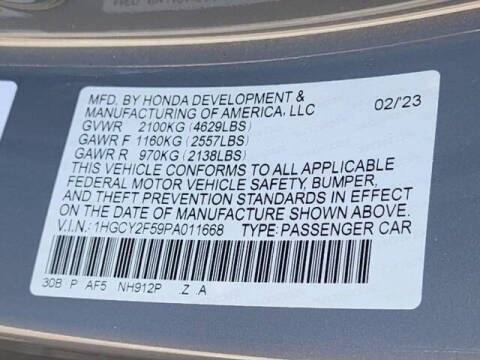 MFD. BY HONDA DEVELOPMENT &
MANUFACTURING OF AMERICA, LLC 02/'23
GVWR 2100KG (4629LBS)
GAWR F 1160KG (2557LBS)
GAWR R 970KG (2138LBS)
THIS VEHICLE CONFORMS TO ALL APPLICABLE
FEDERAL MOTOR VEHICLE SAFETY, BUMPER,
AND THEFT PREVENTION STANDARDS IN EFFECT
ON THE DATE OF MANUFACTURE SHOWN ABOVE.
V.I.N.: 1HGCY2F59PA011668 TYPE:PASSENGER CAR
30B P AF5 NH912P Z A